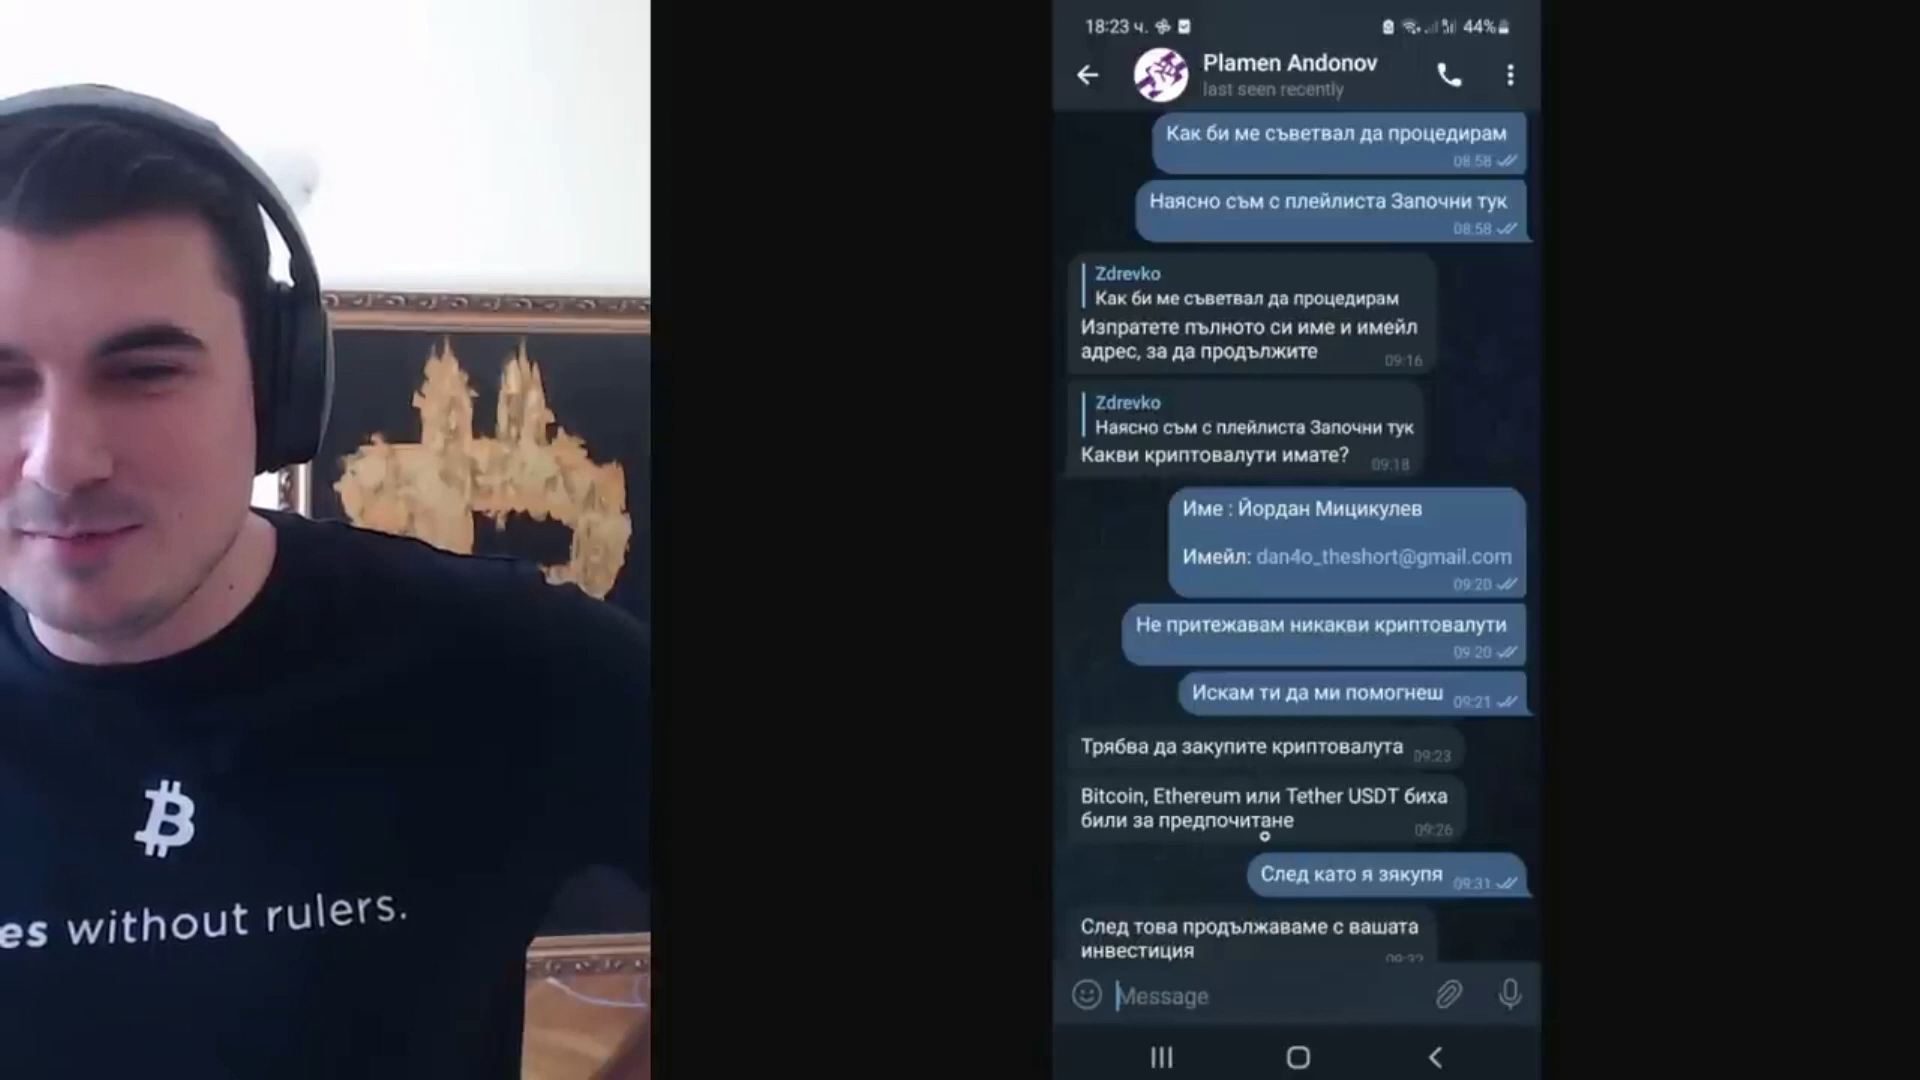 18:23 ч.
44%
Plamen Andonov
last seen recently
Как би ме съветвал да процедирам
08:58
Наясно съм с плейлиста Започни тук
08:58
Zdrevko
Как би ме съветвал да процедирам
Изпратете пълното си име и имейл
адрес, за да продължите
09:16
Zdrevko
Наясно съм с плейлиста Започни тук
Какви криптовалути имате?
09:18
Име : Йордан Мицикулев
Имейл: dan4o_theshort@gmail.com
09:20
Не притежавам никакви криптовалути
09:20
Искам ти да ми помогнеш
09:21
Трябва да закупите криптовалута
09:23
Bitcoin, Ethereum или Tether USDT биха
били за предпочитане
09:26
След като я зякупя
09:31
След това продължаваме с вашата
инвестиция
Message
es without rulers.